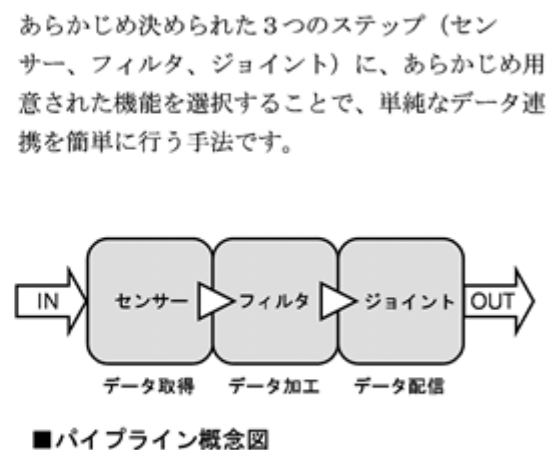 あらかじめ決められた３つのステップ（セン
サー、フィルタ、ジョイント）に、あらかじめ用
意された機能を選択することで、単純なデータ連
携を簡単に行う手法です。
IN センサー フィルタ ジョイント OUT
データ取得 データ加工 データ配信
■パイプライン概念図